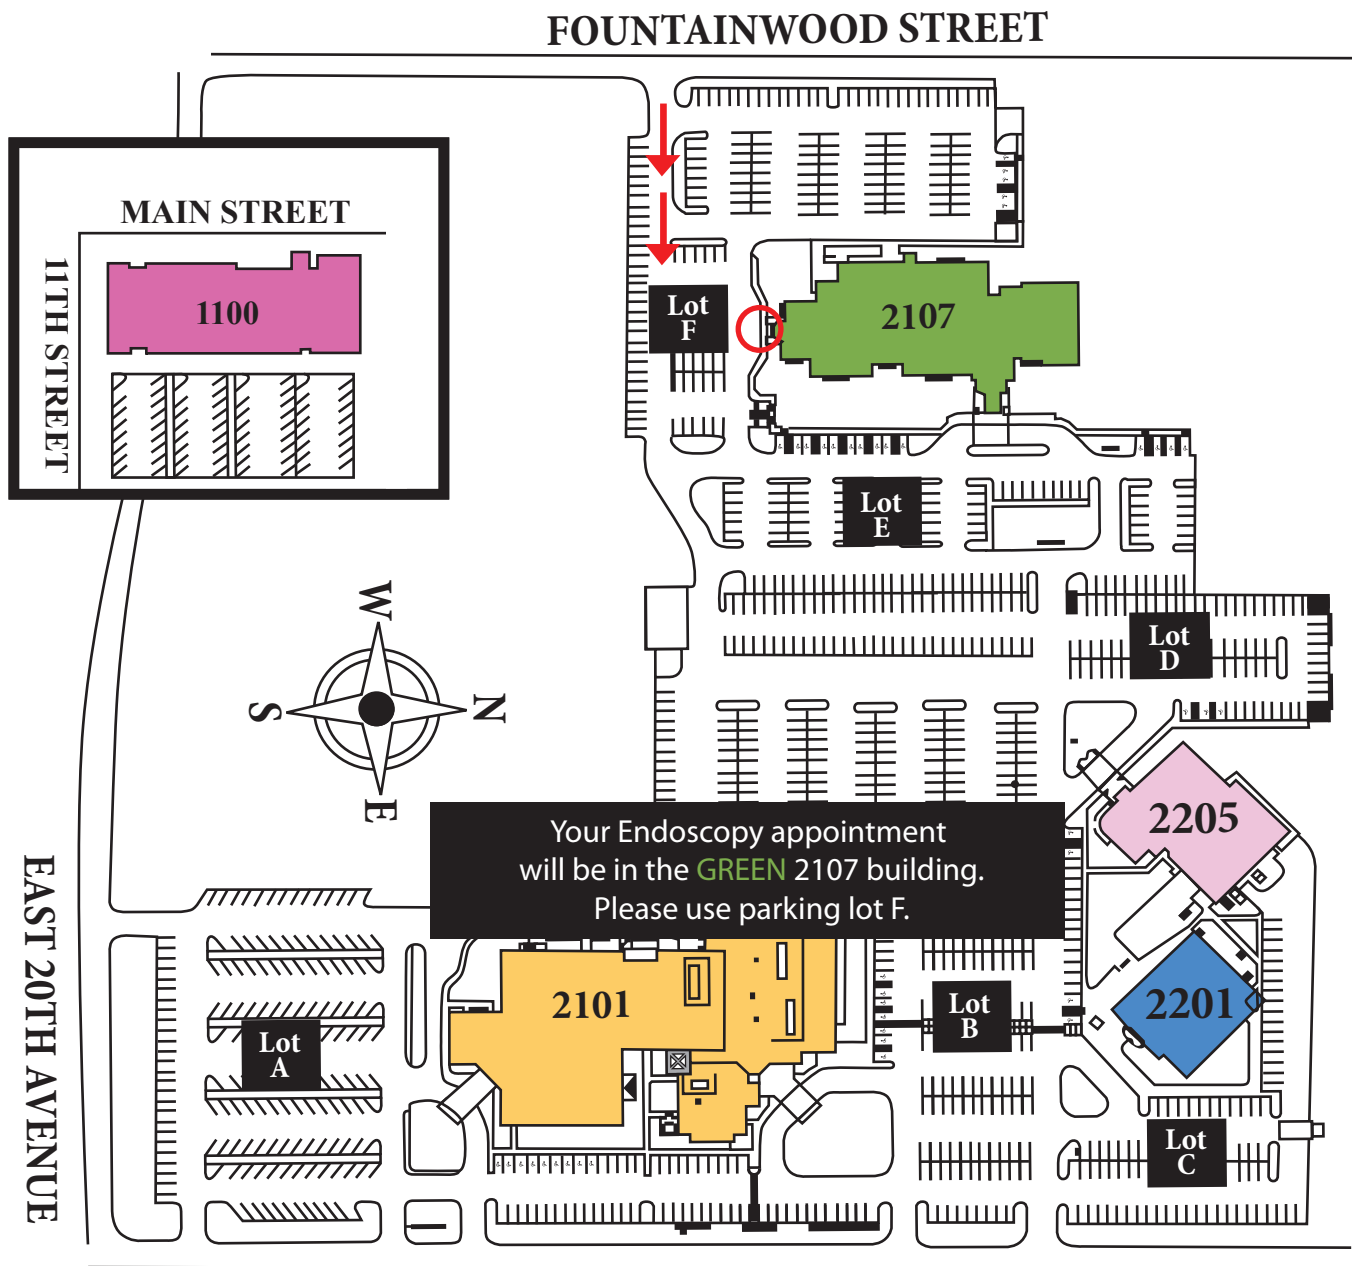 FOUNTAINWOOD STREET
MAIN STREET
11TH STREET
1100
Lot
F
2107
Lot
E
Lot
D
W
S
N
E
2205
Your Endoscopy appointment
will be in the GREEN 2107 building.
Please use parking lot F.
EAST 20TH AVENUE
2101
Lot
B
2201
Lot
A
Lot
C